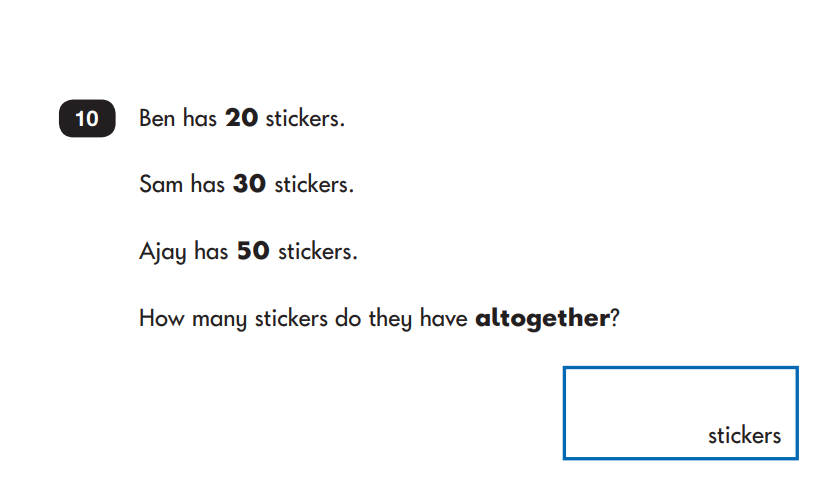 10 Ben has 20 stickers.
Sam has 30 stickers.
Ajay has 50 stickers.
How many stickers do they have altogether?
stickers